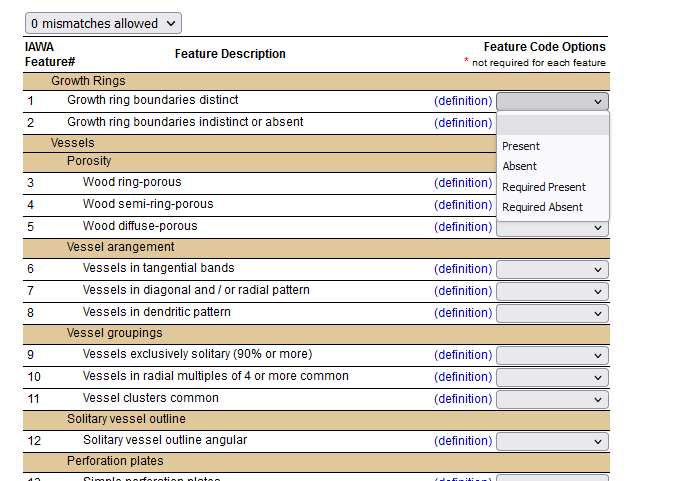 0 mismatches allowed
IAWA Feature# Feature Description Feature Code Options
* not required for each feature
Growth Rings
1 Growth ring boundaries distinct (definition)
2 Growth ring boundaries indistinct or absent (definition)
Vessels
Present
Porosity
Absent
3 Wood ring-porous (definition)
Required Present
4 Wood semi-ring-porous (definition)
Required Absent
5 Wood diffuse-porous (definition)
Vessel arangement
6 Vessels in tangential bands (definition)
7 Vessels in diagonal and / or radial pattern (definition)
8 Vessels in dendritic pattern (definition)
Vessel groupings
9 Vessels exclusively solitary (90% or more) (definition)
10 Vessels in radial multiples of 4 or more common (definition)
11 Vessel clusters common (definition)
Solitary vessel outline
12 Solitary vessel outline angular (definition)
Perforation plates
13 Simple perforation plates (definition)